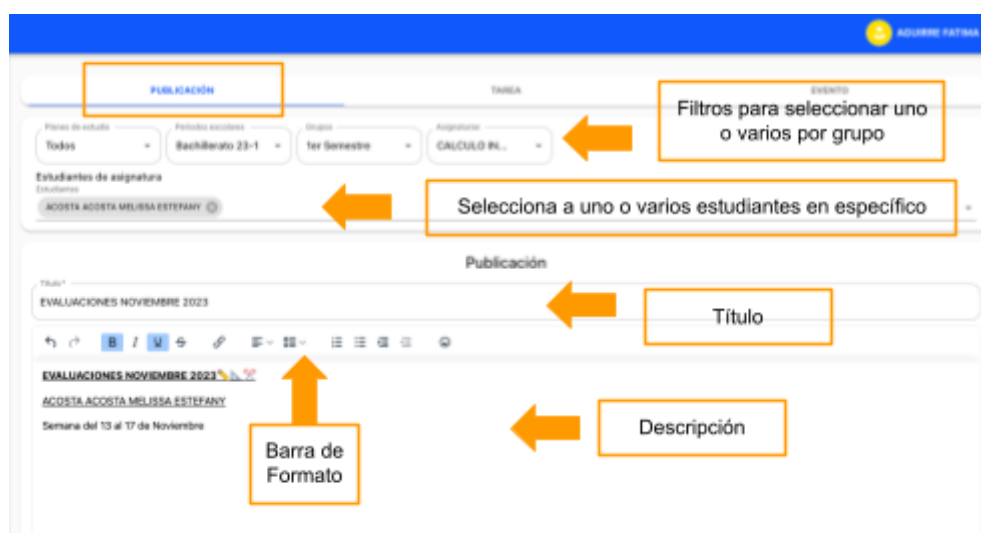 AGUIRRE FATIMA
PUBLICACIÓN
TAREA
EVENTO
Filtros para seleccionar uno
o varios por grupo
Planes de estudio
Todos
Periodos escolares
Bachillerato 23-1
Grupos
1er Semestre
Asignaturas
CALCULO IN...
Estudiantes de asignatura
Estudiantes
ACOSTA ACOSTA MELISSA ESTEFANY
Selecciona a uno o varios estudiantes en específico
Publicación
Título*
EVALUACIONES NOVIEMBRE 2023
Título
B I U S
EVALUACIONES NOVIEMBRE 2023
ACOSTA ACOSTA MELISSA ESTEFANY
Semana del 13 al 17 de Noviembre
Descripción
Barra de
Formato